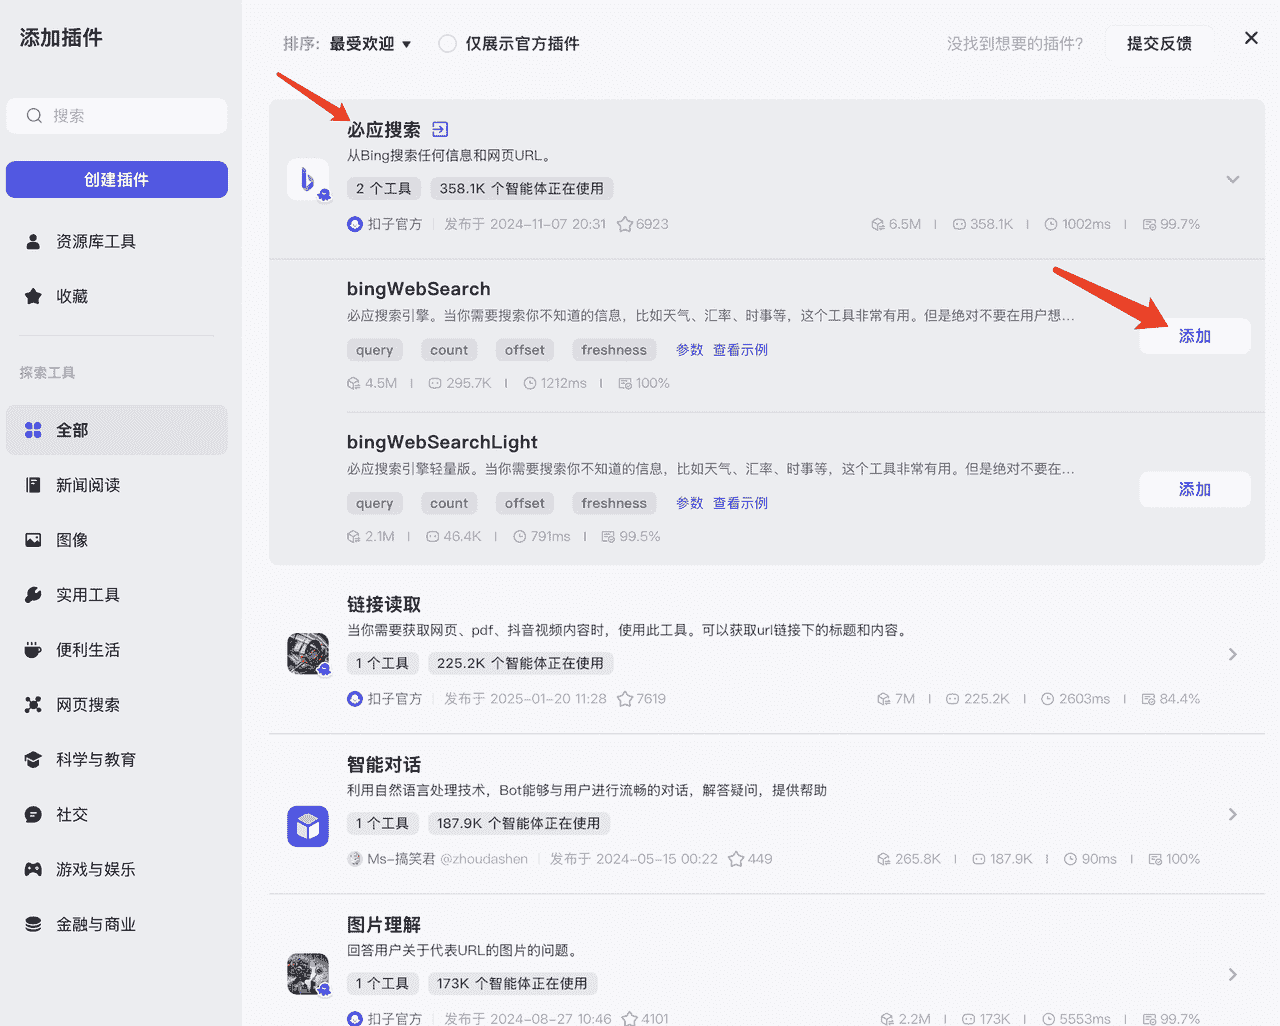 添加插件
搜索
创建插件
资源库工具
收藏
探索工具
全部
新闻阅读
图像
实用工具
便利生活
网页搜索
科学与教育
社交
游戏与娱乐
金融与商业
排序: 最受欢迎 仅展示官方插件 没找到想要的插件? 提交反馈
必应搜索
从Bing搜索任何信息和网页URL。
2 个工具 358.1K 个智能体正在使用
扣子官方 发布于 2024-11-07 20:31 6923 6.5M 358.1K 1002ms 99.7%
bingWebSearch
必应搜索引擎。当你需要搜索你不知道的信息，比如天气、汇率、时事等，这个工具非常有用。但是绝对不要在用户想...
添加
query count offset freshness 参数 查看示例
4.5M 295.7K 1212ms 100%
bingWebSearchLight
必应搜索引擎轻量版。当你需要搜索你不知道的信息，比如天气、汇率、时事等，这个工具非常有用。但是绝对不要在...
添加
query count offset freshness 参数 查看示例
2.1M 46.4K 791ms 99.5%
链接读取
当你需要获取网页、pdf、抖音视频内容时，使用此工具。可以获取url链接下的标题和内容。
1 个工具 225.2K 个智能体正在使用
扣子官方 发布于 2025-01-20 11:28 7619 7M 225.2K 2603ms 84.4%
智能对话
利用自然语言处理技术，Bot能够与用户进行流畅的对话，解答疑问，提供帮助
1 个工具 187.9K 个智能体正在使用
Ms-搞笑君 @zhoudashen 发布于 2024-05-15 00:22 449 265.8K 187.9K 90ms 100%
图片理解
回答用户关于代表URL的图片的问题。
1 个工具 173K 个智能体正在使用
扣子官方 发布于 2024-08-27 10:46 4101 2.2M 173K 5553ms 99.7%